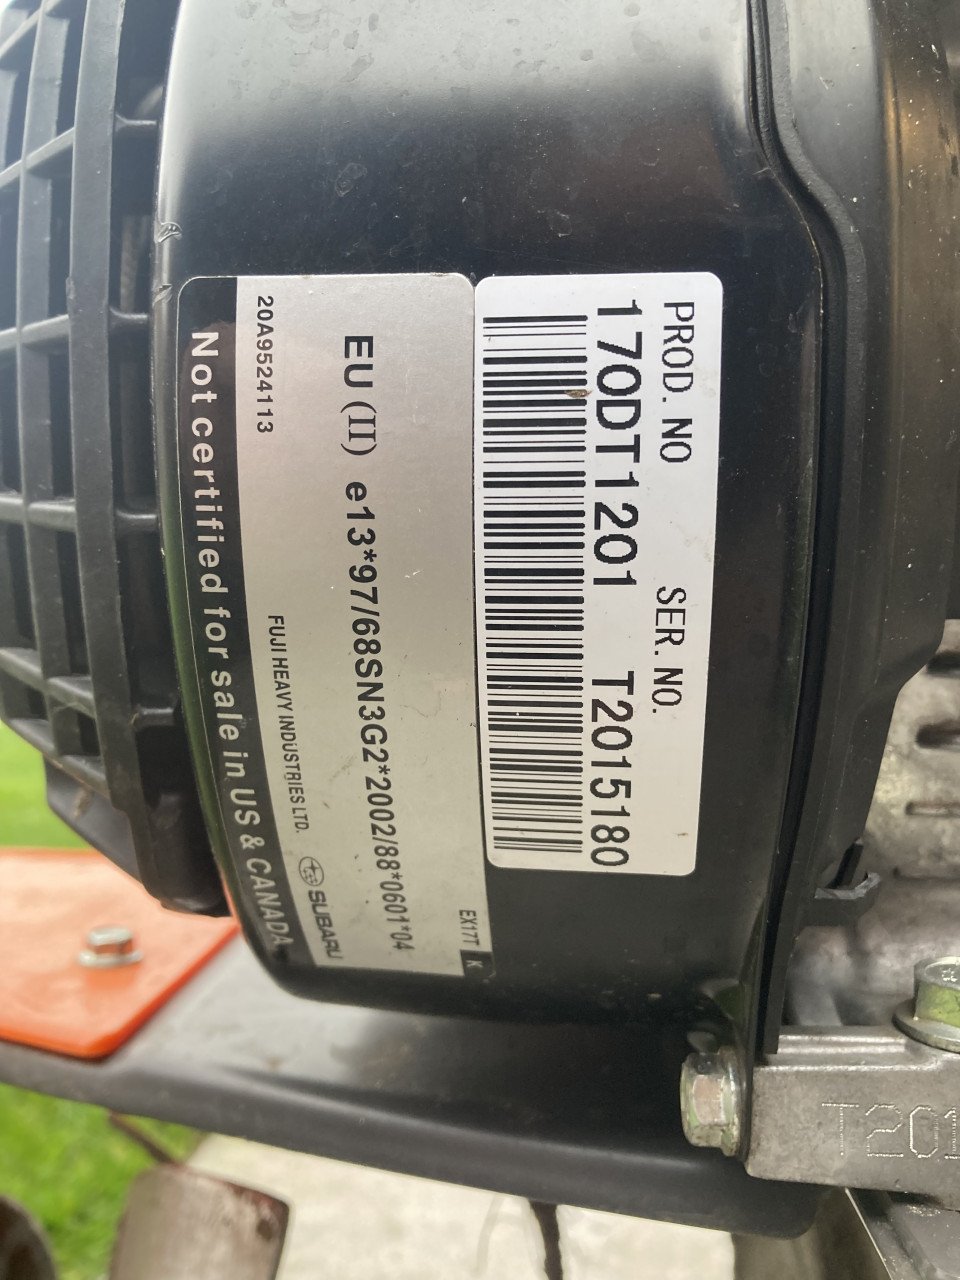 PROD. NO SER. NO.
170DT1201 T2015180
EX17T K
EU (II) e13*97/68SN3G2*2002/88*0601*04
20A9524113 FUJI HEAVY INDUSTRIES LTD. SUBARU
Not certified for sale in US & CANADA
T201